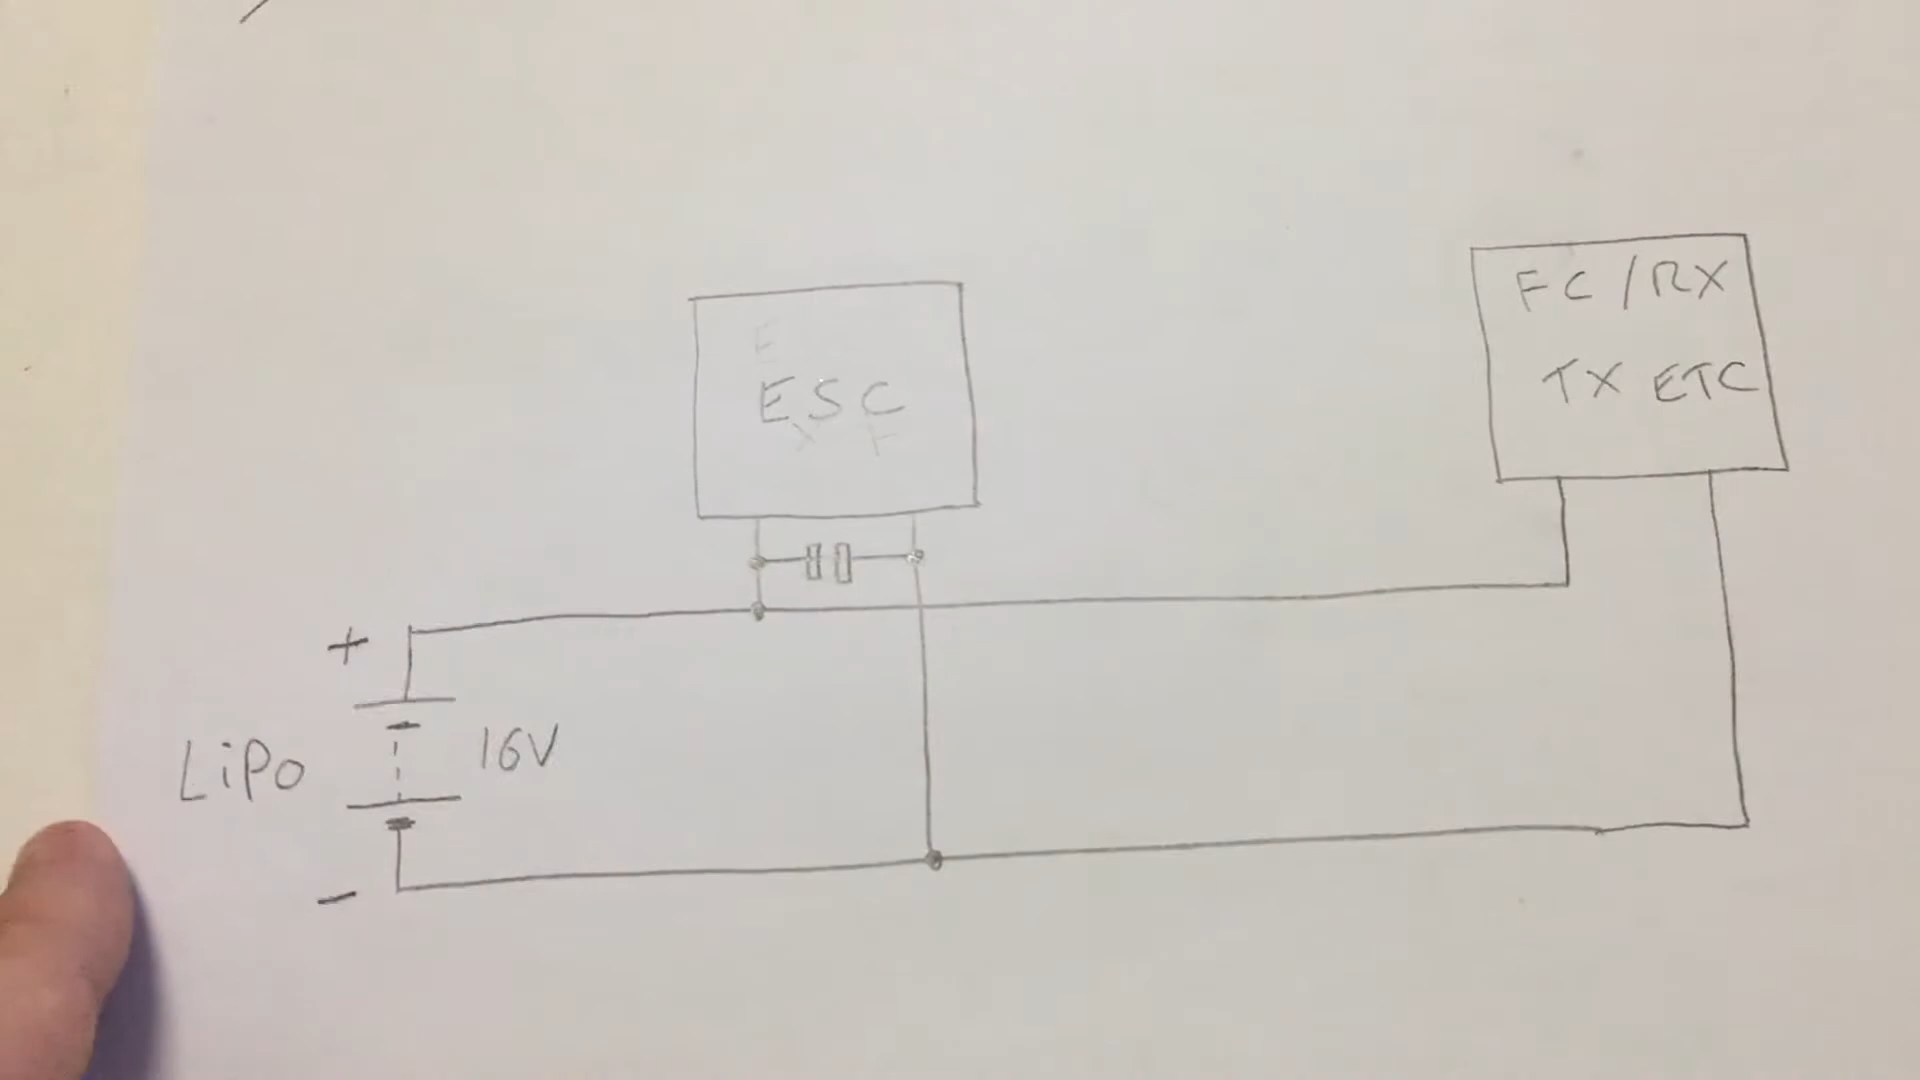 FC/RX
TX ETC
ESC
+
LiPo
16V
-